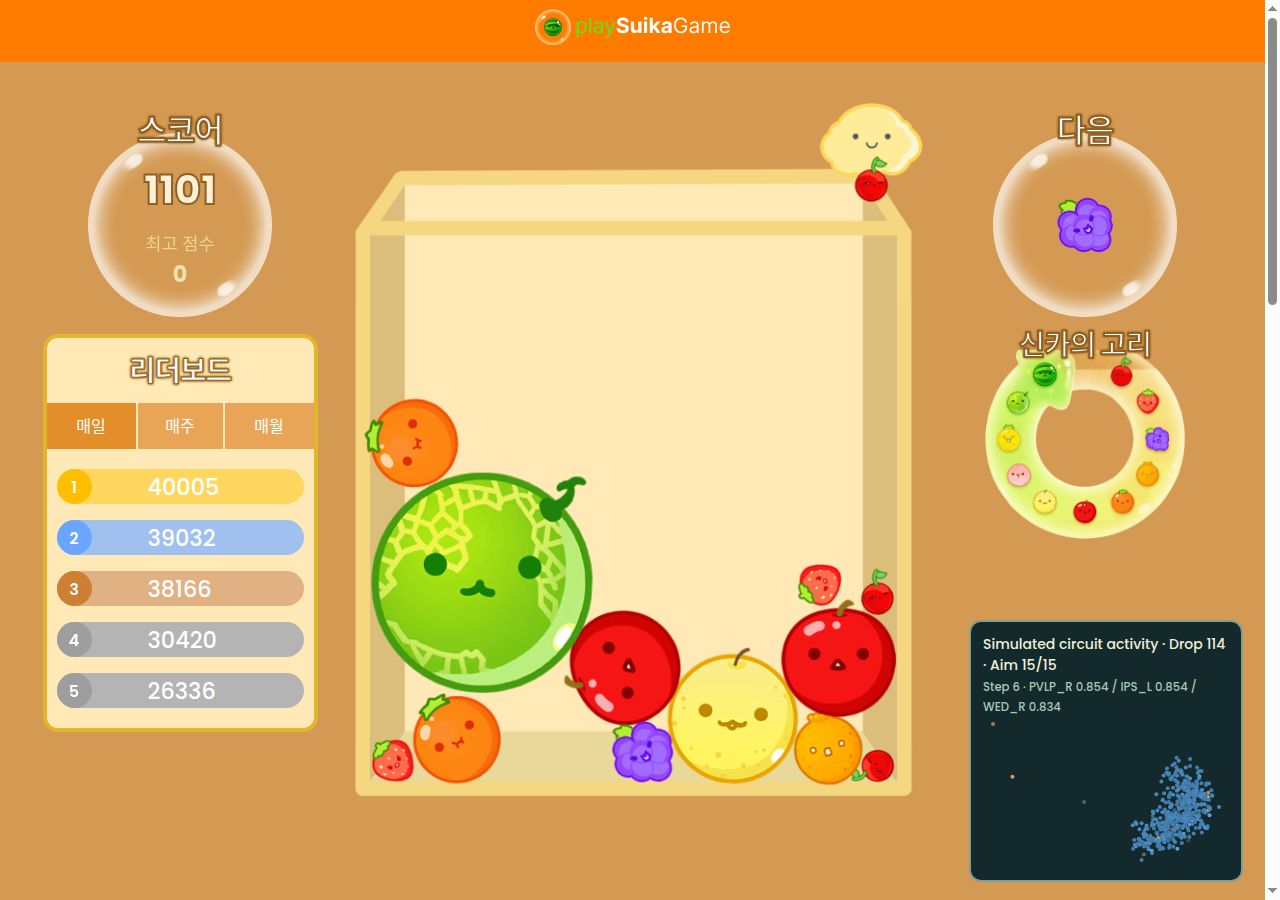 playSuikaGame
스코어
1101
최고 점수
0
다음
신카의 고리
리더보드
매일 매주 매월
1 40005
2 39032
3 38166
4 30420
5 26336
Simulated circuit activity · Drop 114
· Aim 15/15
Step 6 · PVLP_R 0.854 / IPS_L 0.854 /
WED_R 0.834